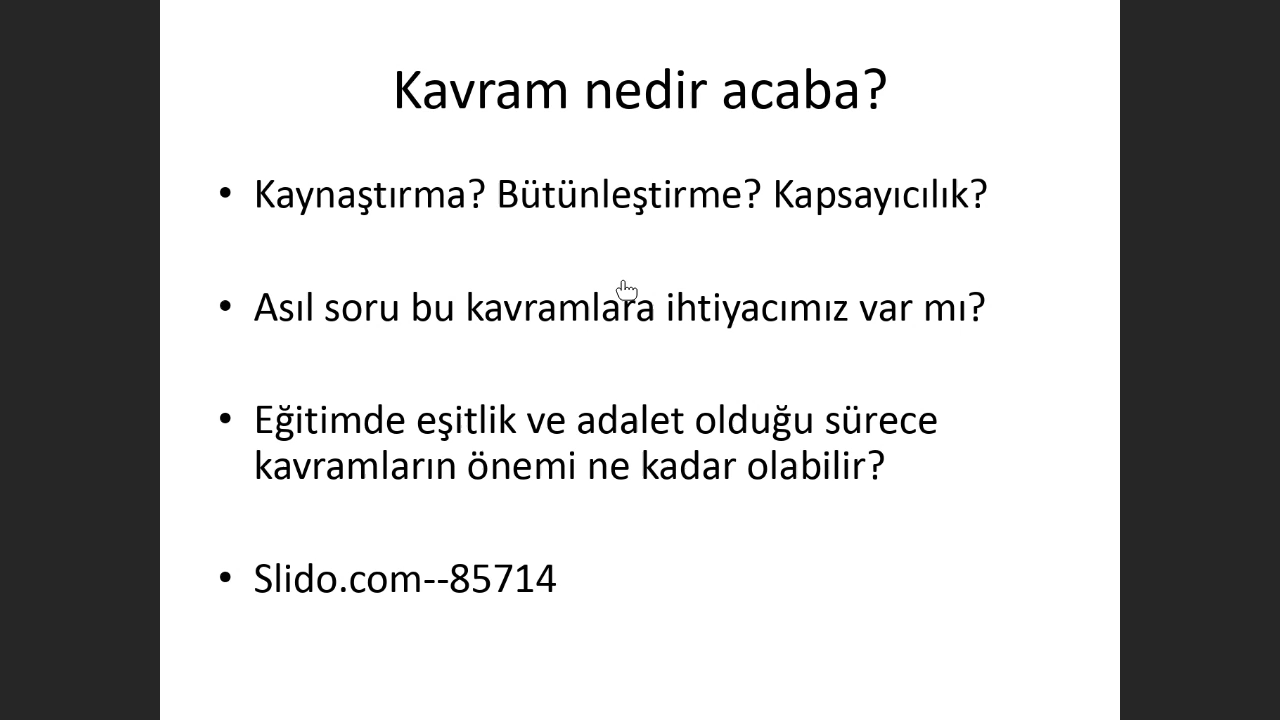 Kavram nedir acaba?
• Kaynaştırma? Bütünleştirme? Kapsayıcılık?
• Asıl soru bu kavramlara ihtiyacımız var mı?
• Eğitimde eşitlik ve adalet olduğu sürece
kavramların önemi ne kadar olabilir?
• Slido.com--85714